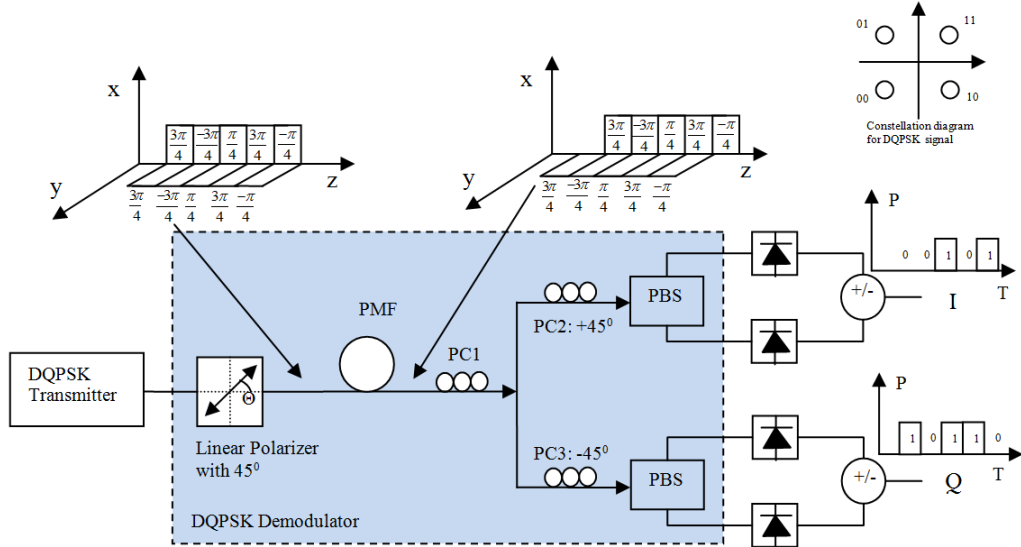 01 11
00 10
Constellation diagram
for DQPSK signal
x
3π/4 -3π/4 π/4 3π/4 -π/4
z
y
3π/4 -3π/4 π/4 3π/4 -π/4
x
3π/4 -3π/4 π/4 3π/4 -π/4
z
y
3π/4 -3π/4 π/4 3π/4 -π/4
DQPSK
Transmitter
Θ
Linear Polarizer
with 45⁰
PMF
PC1
PC2: +45⁰
PBS
PC3: -45⁰
PBS
DQPSK Demodulator
+/-
I
P
0 0 1 0 1
T
+/-
Q
P
1 0 1 1 0
T